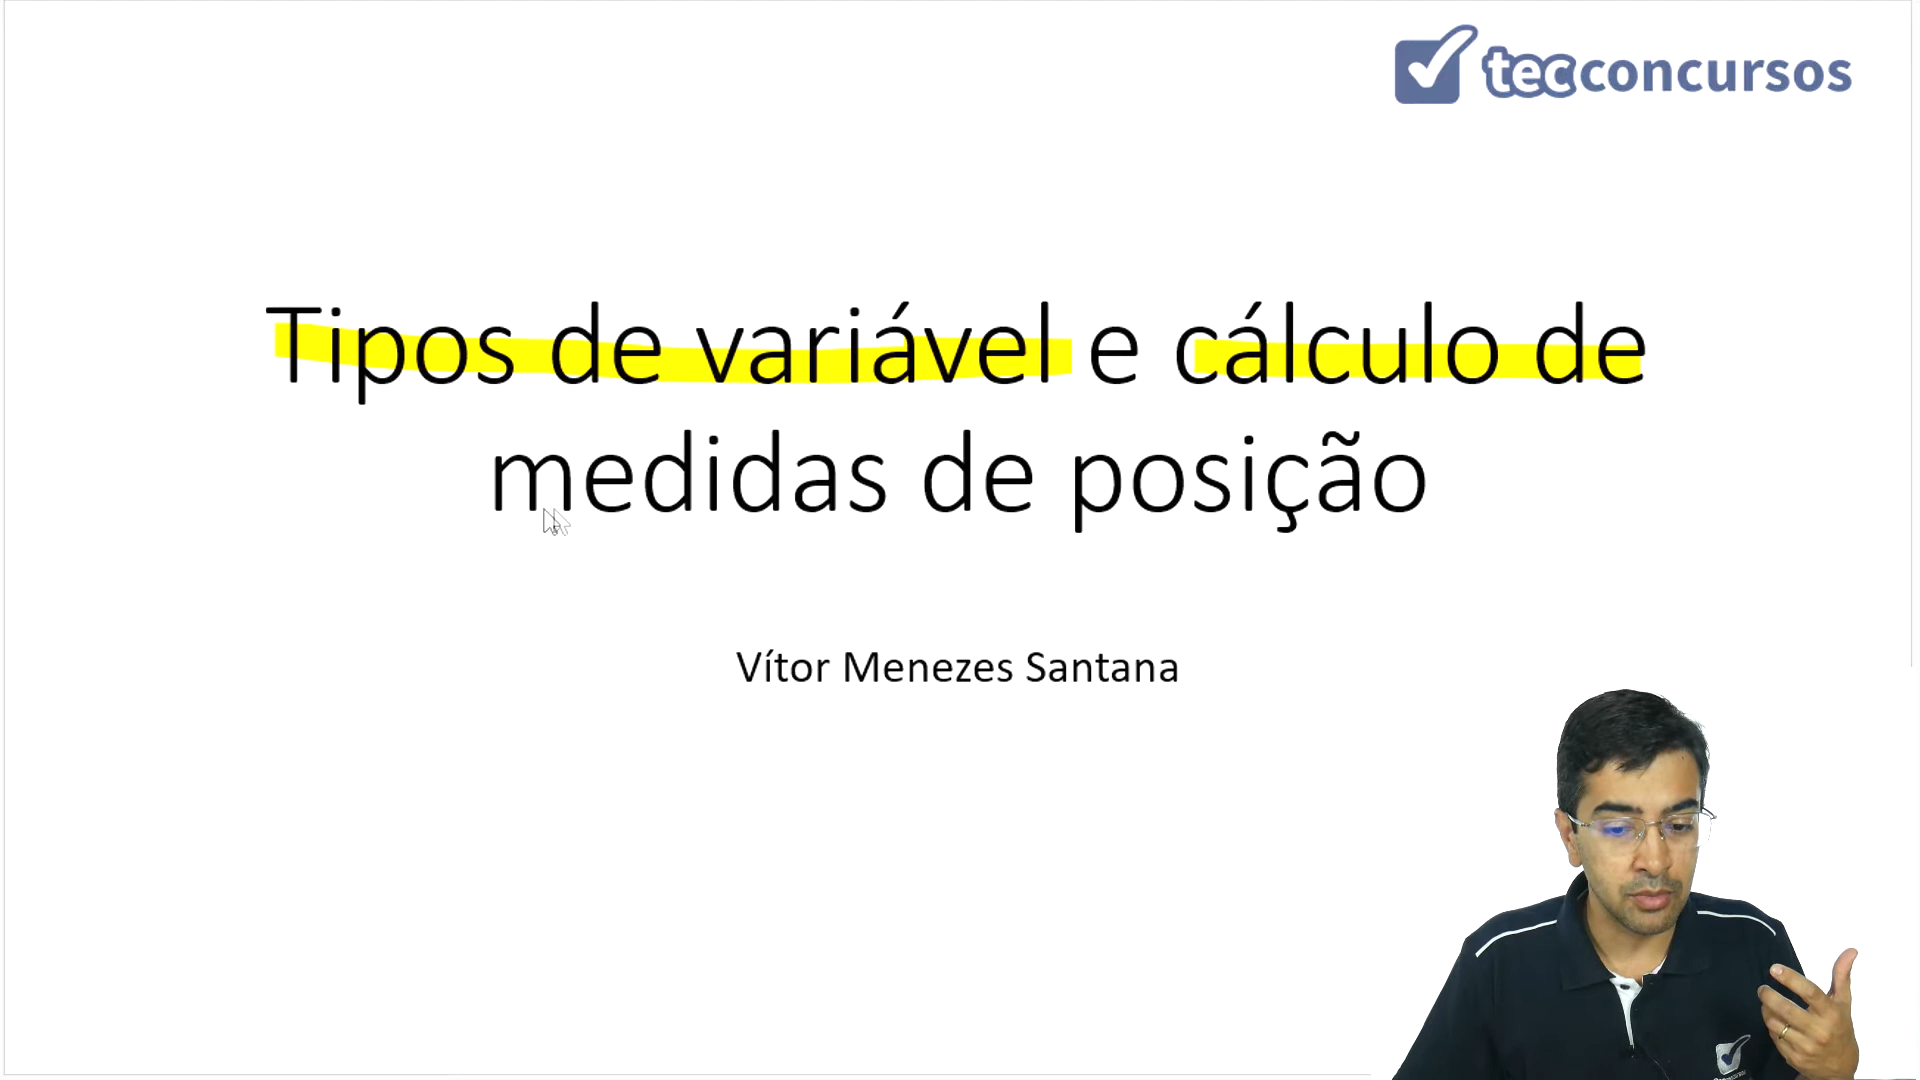 tecconcursos
Tipos de variável e cálculo de
medidas de posição
Vítor Menezes Santana